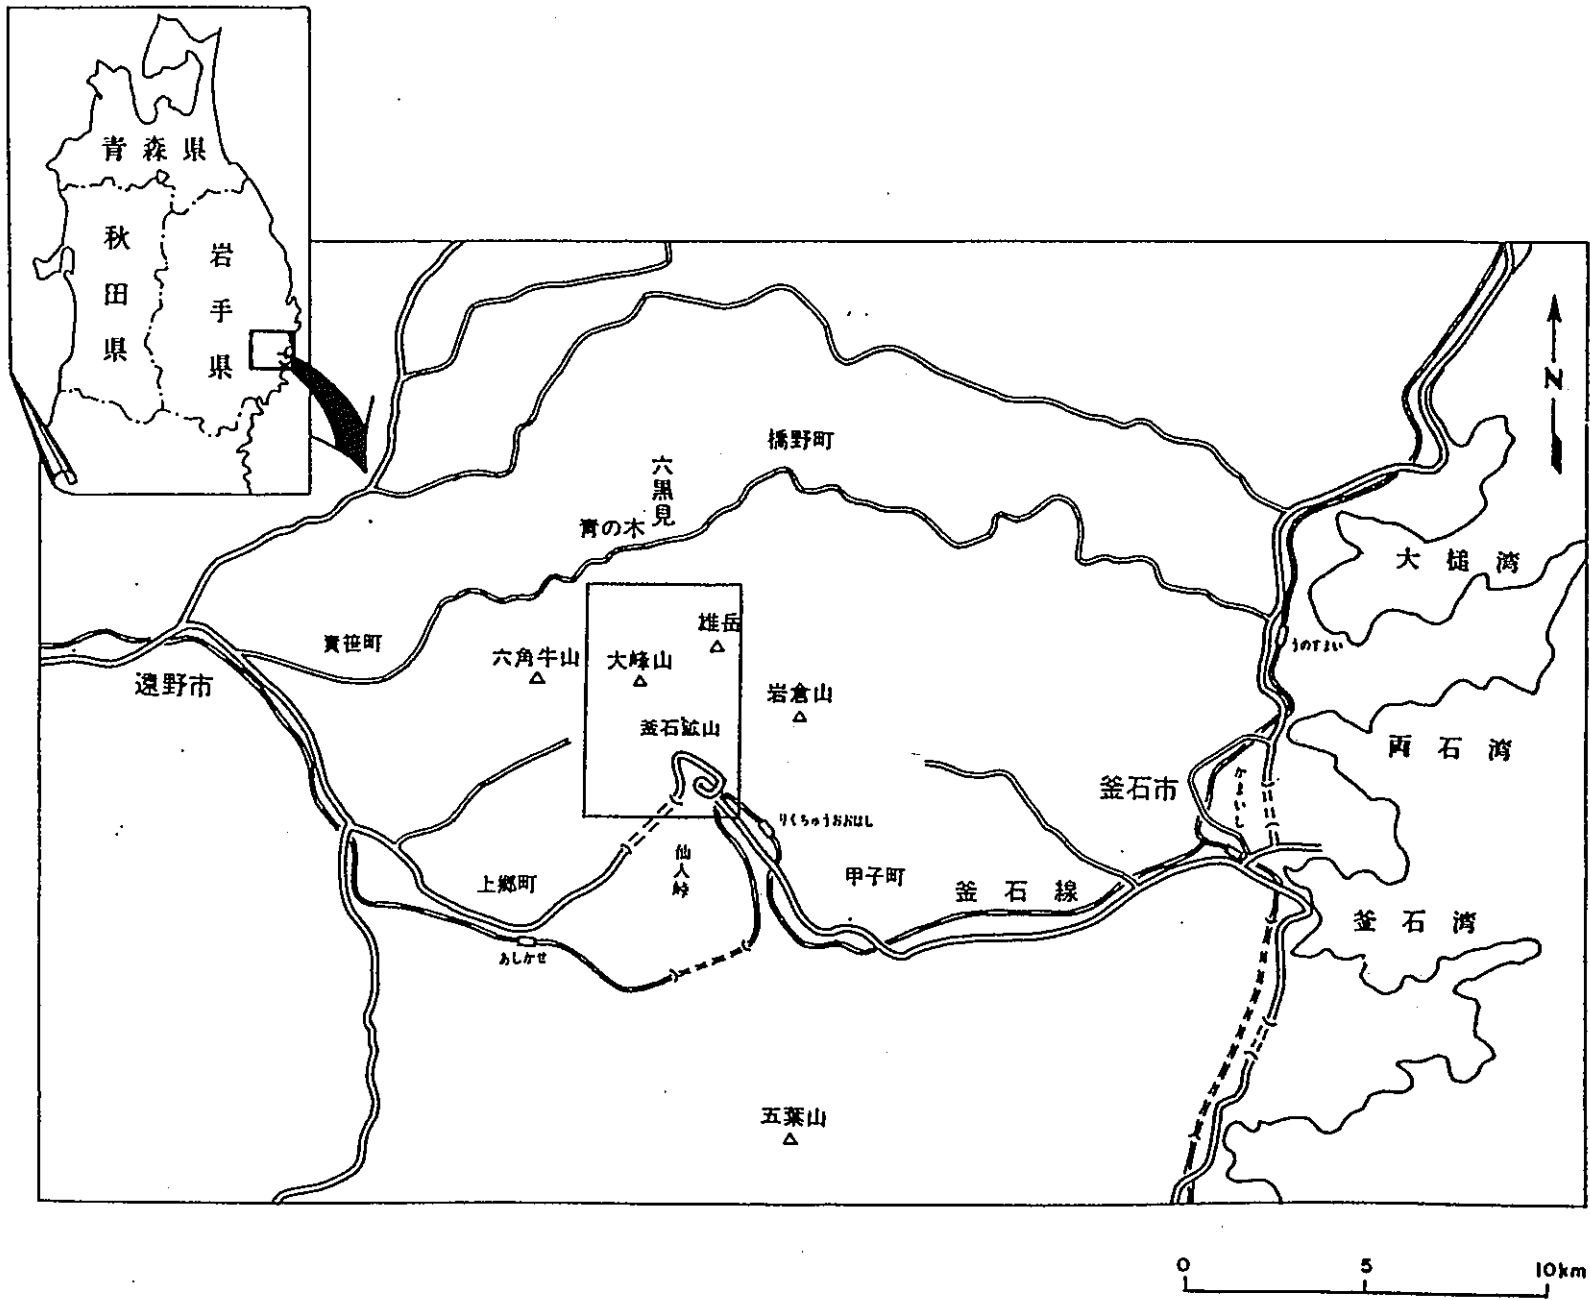 青森県
秋田県
岩手県
N
橋野町
六黒見
青の木
大槌湾
雄岳
青笹町
六角牛山
大峰山
うのすまい
遠野市
岩倉山
釜石鉱山
両石湾
釜石市
かまいし
りくちゅうおおはし
仙人峠
上郷町
甲子町
釜石線
釜石湾
あしがせ
五葉山
0 5 10km